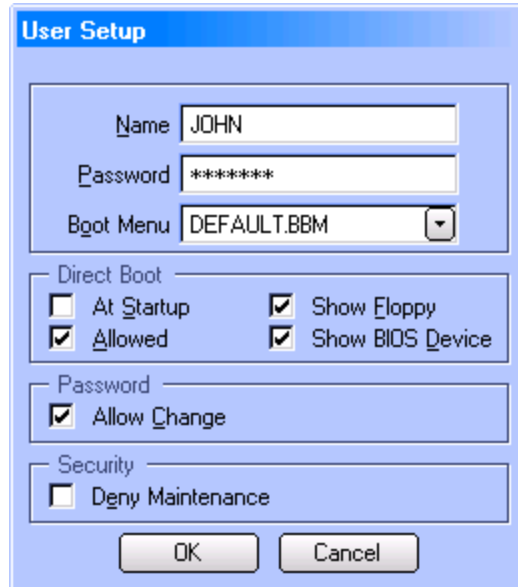 User Setup
Name JOHN
Password *******
Boot Menu DEFAULT.BBM
Direct Boot
At Startup Show Floppy
Allowed Show BIOS Device
Password
Allow Change
Security
Deny Maintenance
OK Cancel